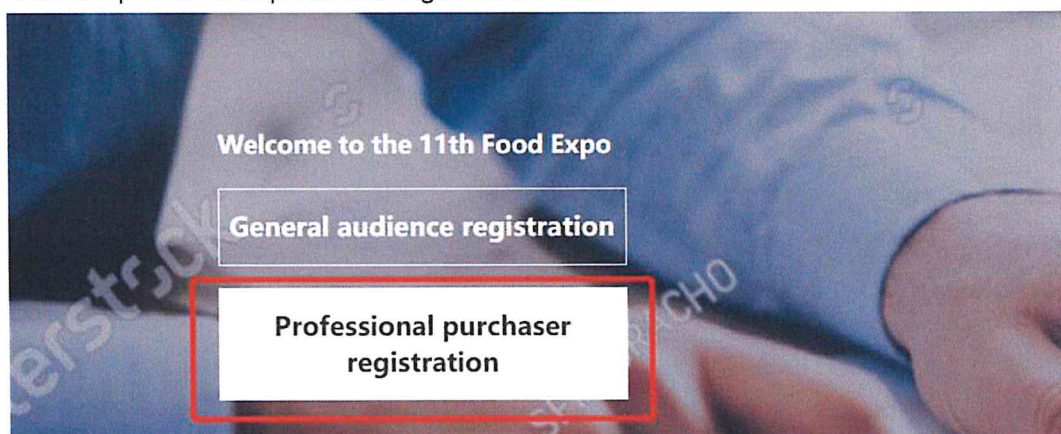 Welcome to the 11th Food Expo
General audience registration
Professional purchaser
registration